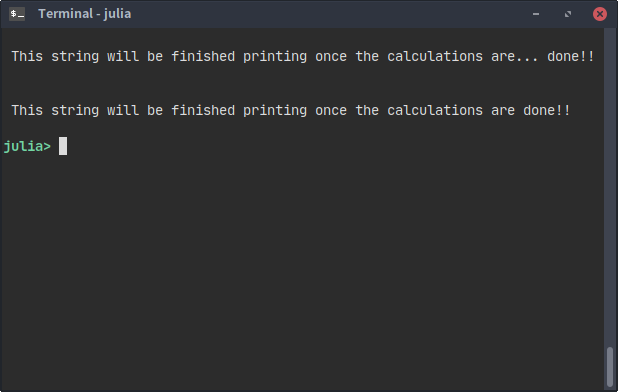 Terminal - julia
This string will be finished printing once the calculations are... done!!
This string will be finished printing once the calculations are done!!
julia>